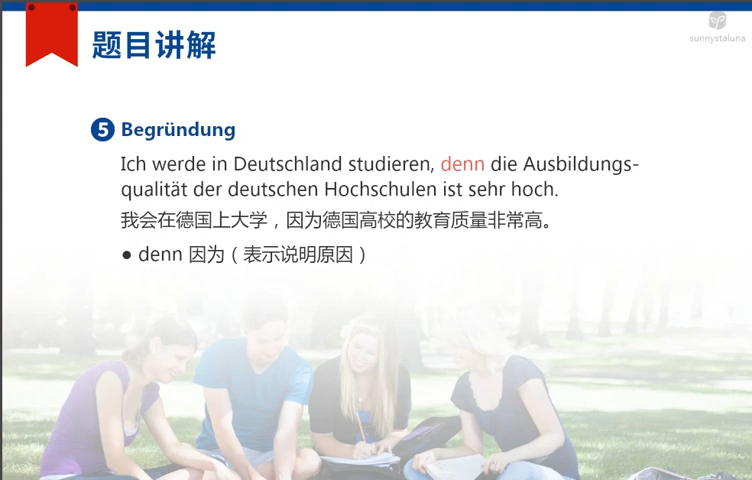 sunnystaluna
题目讲解
5 Begründung
Ich werde in Deutschland studieren, denn die Ausbildungs-
qualität der deutschen Hochschulen ist sehr hoch.
我会在德国上大学，因为德国高校的教育质量非常高。
● denn 因为（表示说明原因）